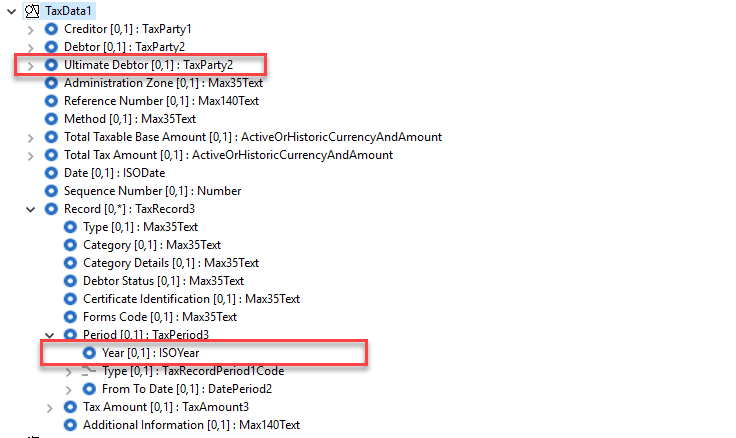 TaxData1
Creditor [0,1] : TaxParty1
Debtor [0,1] : TaxParty2
Ultimate Debtor [0,1] : TaxParty2
Administration Zone [0,1] : Max35Text
Reference Number [0,1] : Max140Text
Method [0,1] : Max35Text
Total Taxable Base Amount [0,1] : ActiveOrHistoricCurrencyAndAmount
Total Tax Amount [0,1] : ActiveOrHistoricCurrencyAndAmount
Date [0,1] : ISODate
Sequence Number [0,1] : Number
Record [0,*] : TaxRecord3
Type [0,1] : Max35Text
Category [0,1] : Max35Text
Category Details [0,1] : Max35Text
Debtor Status [0,1] : Max35Text
Certificate Identification [0,1] : Max35Text
Forms Code [0,1] : Max35Text
Period [0,1] : TaxPeriod3
Year [0,1] : ISOYear
Type [0,1] : TaxRecordPeriod1Code
From To Date [0,1] : DatePeriod2
Tax Amount [0,1] : TaxAmount3
Additional Information [0,1] : Max140Text